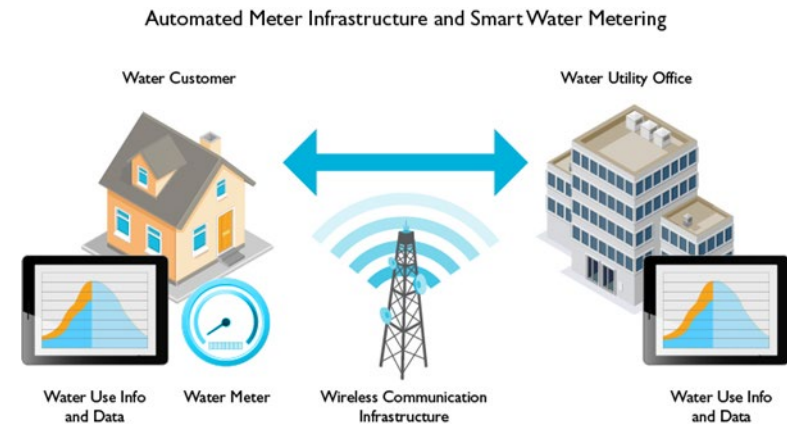 Automated Meter Infrastructure and Smart Water Metering
Water Customer
Water Utility Office
Water Use Info
and Data
Water Meter
Wireless Communication
Infrastructure
Water Use Info
and Data